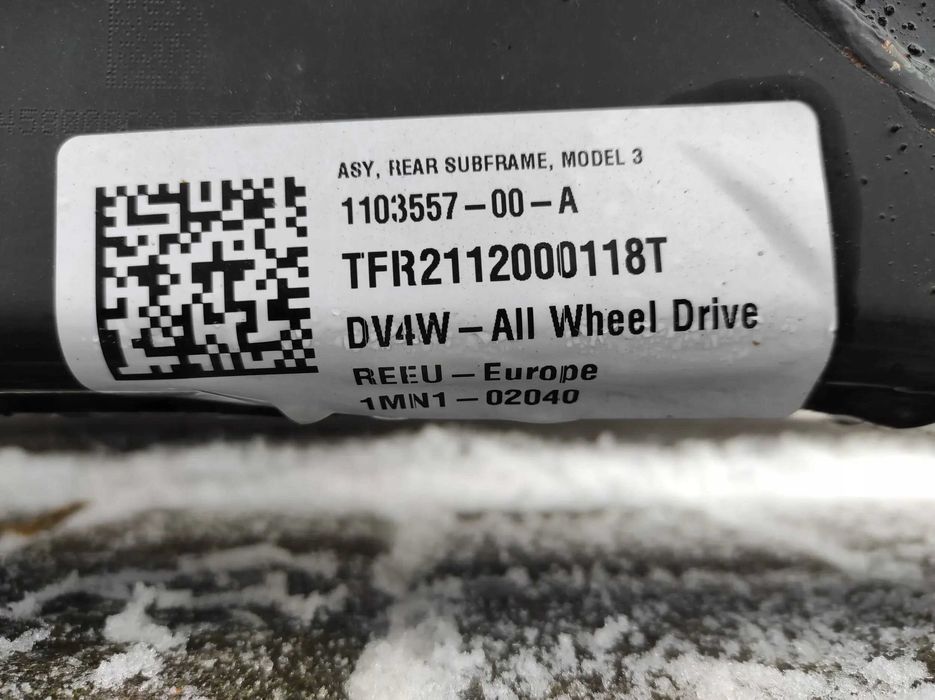 ASY, REAR SUBFRAME, MODEL 3
1103557-00-A
TFR2112000118T
DV4W-All Wheel Drive
REEU-Europe
1MN1-02040